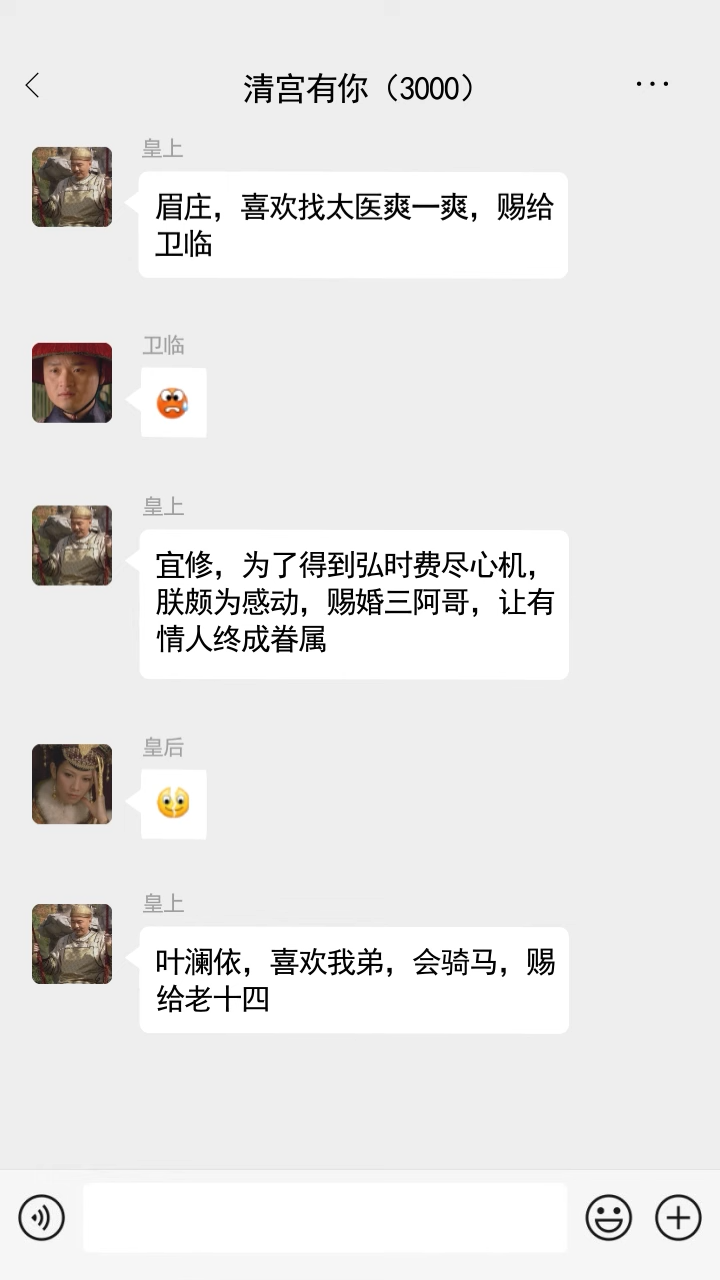 清宫有你（3000）
皇上
眉庄，喜欢找太医爽一爽，赐给
卫临
卫临
皇上
宜修，为了得到弘时费尽心机，
朕颇为感动，赐婚三阿哥，让有
情人终成眷属
皇后
皇上
叶澜依，喜欢我弟，会骑马，赐
给老十四